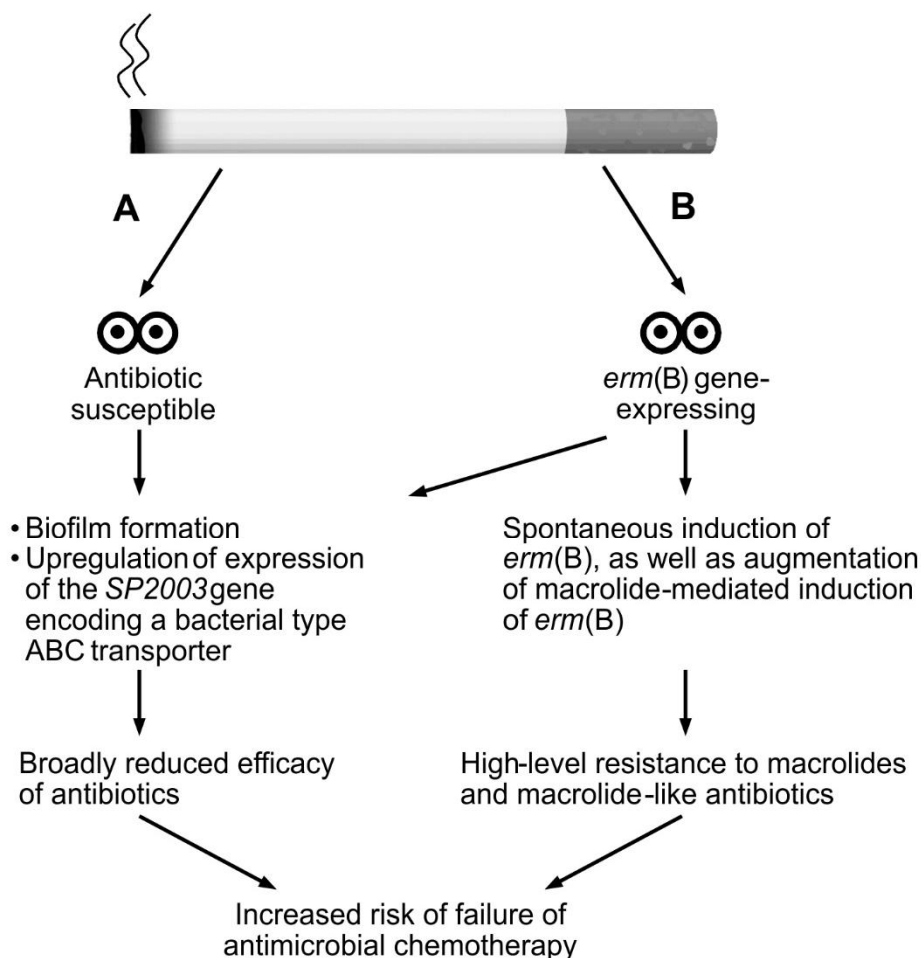 A
B
Antibiotic
susceptible
erm(B) gene-
expressing
• Biofilm formation
• Upregulation of expression
of the SP2003 gene
encoding a bacterial type
ABC transporter
Spontaneous induction of
erm(B), as well as augmentation
of macrolide-mediated induction
of erm(B)
Broadly reduced efficacy
of antibiotics
High-level resistance to macrolides
and macrolide-like antibiotics
Increased risk of failure of
antimicrobial chemotherapy